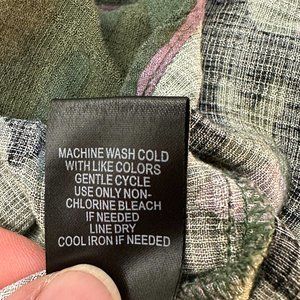 MACHINE WASH COLD
WITH LIKE COLORS
GENTLE CYCLE
USE ONLY NON-
CHLORINE BLEACH
IF NEEDED
LINE DRY
COOL IRON IF NEEDED